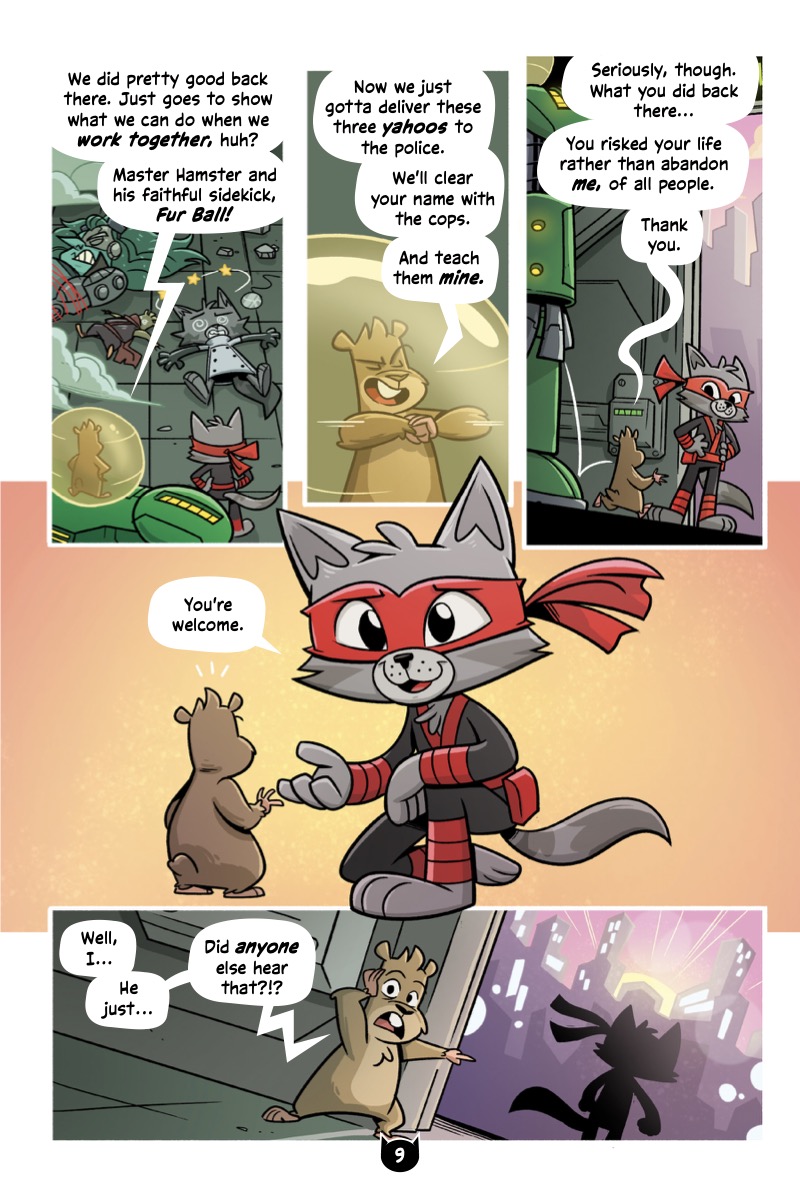 We did pretty good back
there. Just goes to show
what we can do when we
work together, huh?
Master Hamster and
his faithful sidekick,
Fur Ball!
Now we just
gotta deliver these
three yahoos to
the police.
We'll clear
your name with
the cops.
And teach
them mine.
Seriously, though.
What you did back
there...
You risked your life
rather than abandon
me, of all people.
Thank
you.
You're
welcome.
Well,
I...
He
just...
Did anyone
else hear
that?!?
9